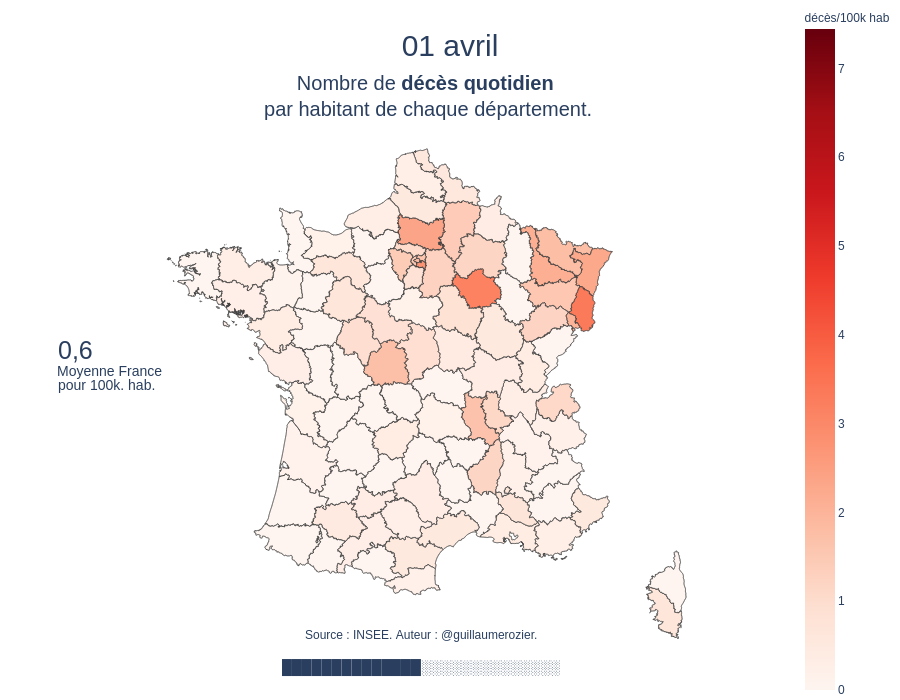 décès/100k hab
01 avril
Nombre de décès quotidien
par habitant de chaque département.
7
6
5
4
3
2
1
0
0,6
Moyenne France
pour 100k. hab.
Source : INSEE. Auteur : @guillaumerozier.